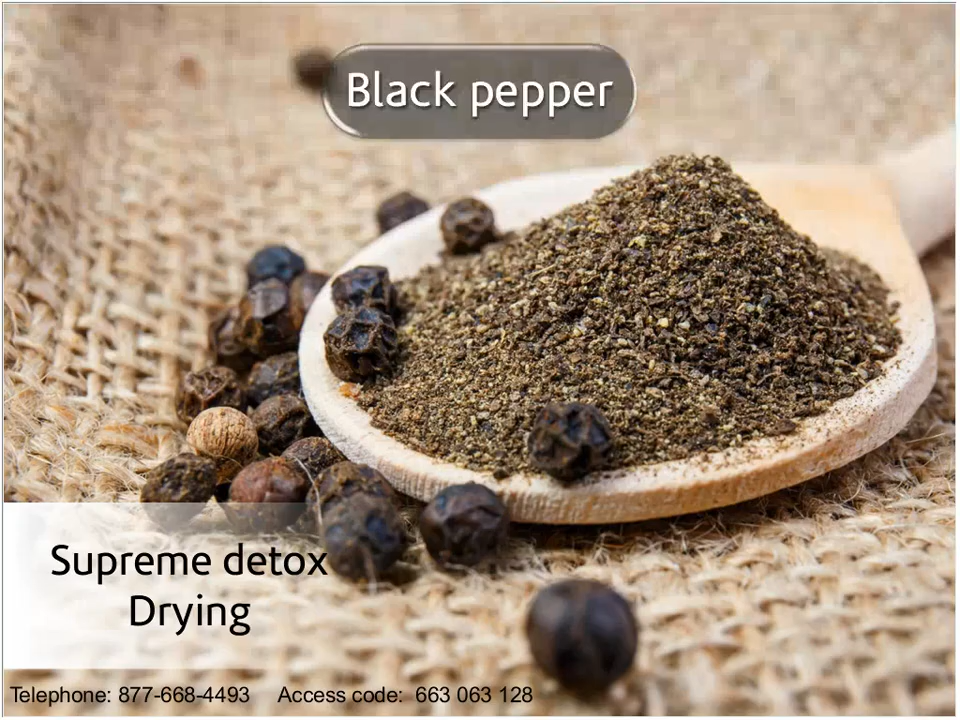 Black pepper
Supreme detox
Drying
Telephone: 877-668-4493 Access code: 663 063 128